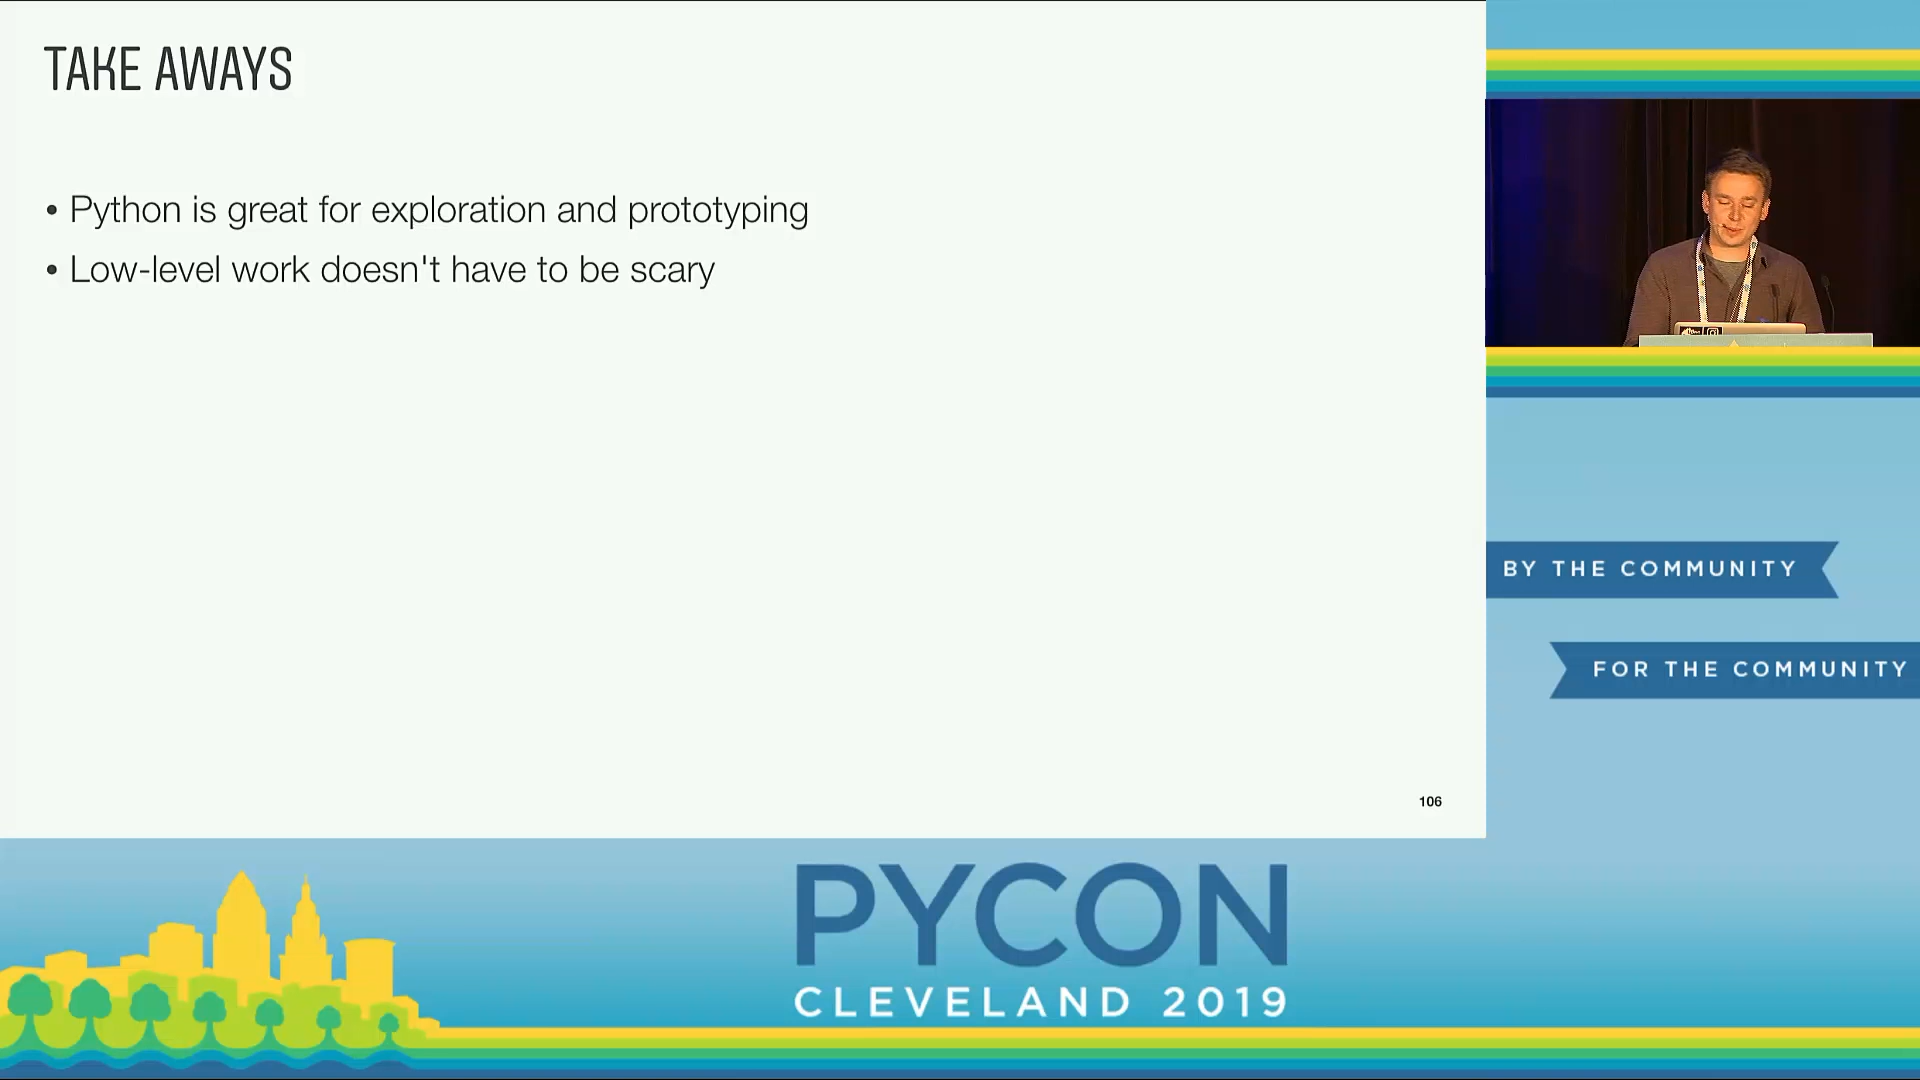 TAKE AWAYS
• Python is great for exploration and prototyping
• Low-level work doesn't have to be scary
106
BY THE COMMUNITY
FOR THE COMMUNITY
PYCON
CLEVELAND 2019